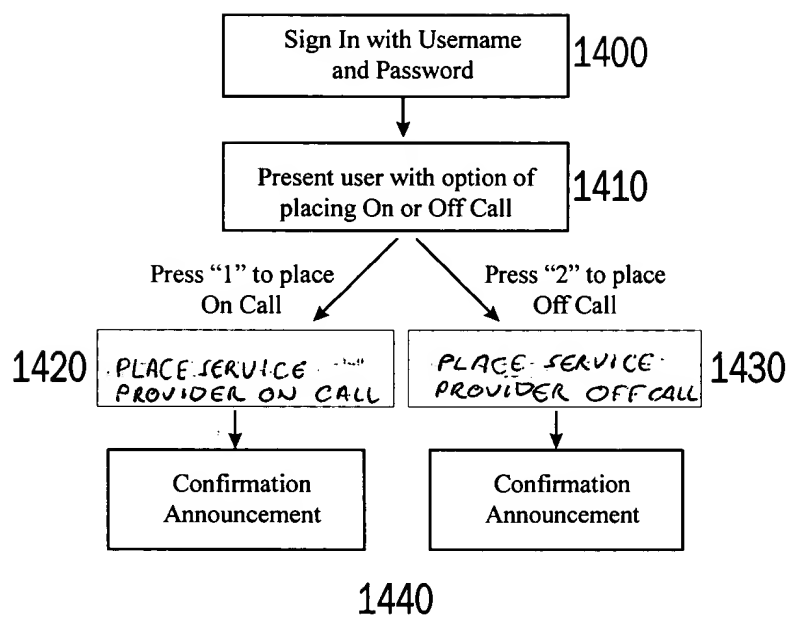 Sign In with Username
and Password
1400
Present user with option of
placing On or Off Call
1410
Press “1” to place
On Call
Press “2” to place
Off Call
1420
PLACE SERVICE
PROVIDER ON CALL
PLACE SERVICE
PROVIDER OFF CALL
1430
Confirmation
Announcement
Confirmation
Announcement
1440